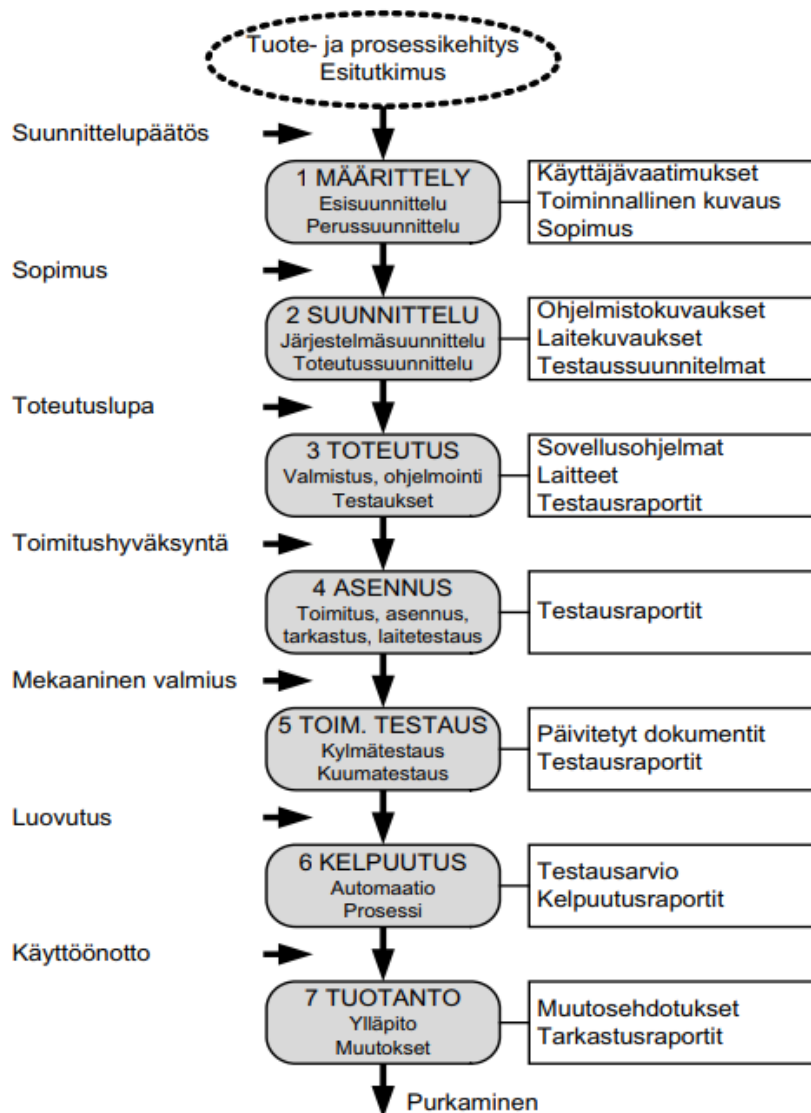 Tuote- ja prosessikehitys
Esitutkimus
Suunnittelupäätös
1 MÄÄRITTELY
Esisuunnittelu
Perussuunnittelu
Käyttäjävaatimukset
Toiminnallinen kuvaus
Sopimus
Sopimus
2 SUUNNITTELU
Järjestelmäsuunnittelu
Toteutussuunnittelu
Ohjelmistokuvaukset
Laitekuvaukset
Testaussuunnitelmat
Toteutuslupa
3 TOTEUTUS
Valmistus, ohjelmointi
Testaukset
Sovellusohjelmat
Laitteet
Testausraportit
Toimitushyväksyntä
4 ASENNUS
Toimitus, asennus,
tarkastus, laitetestaus
Testausraportit
Mekaaninen valmius
5 TOIM. TESTAUS
Kylmätestaus
Kuumatestaus
Päivitetyt dokumentit
Testausraportit
Luovutus
6 KELPUUTUS
Automaatio
Prosessi
Testausarvio
Kelpuutusraportit
Käyttöönotto
7 TUOTANTO
Ylläpito
Muutokset
Muutosehdotukset
Tarkastusraportit
Purkaminen